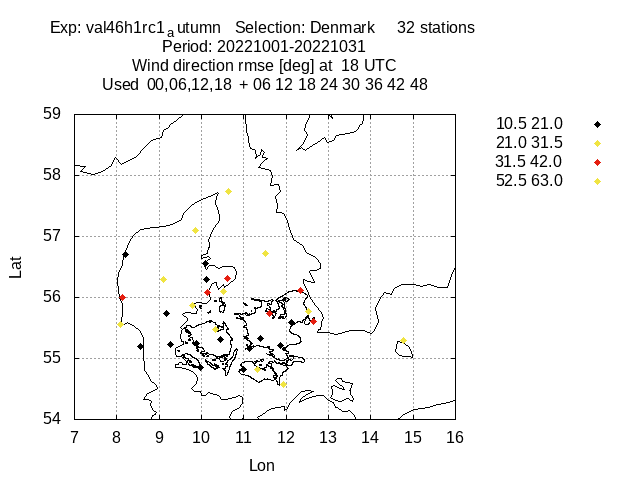 Exp: val46h1rc1autumn Selection: Denmark 32 stations
Period: 20221001-20221031
Wind direction rmse [deg] at 18 UTC
Used 00,06,12,18 + 06 12 18 24 30 36 42 48
10.5 21.0
21.0 31.5
31.5 42.0
52.5 63.0
Lat
59
58
57
56
55
54
7 8 9 10 11 12 13 14 15 16
Lon